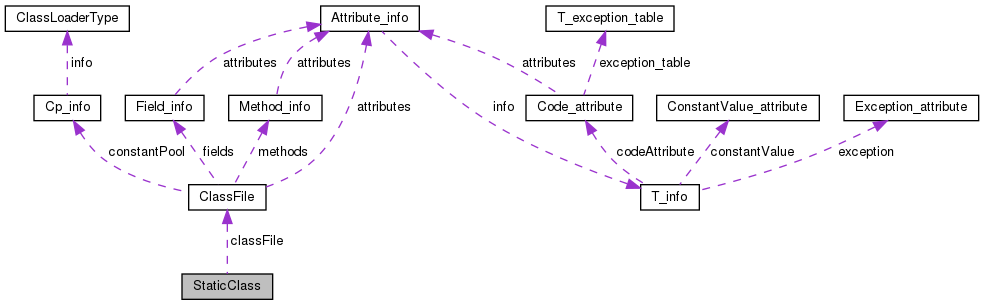 ClassLoaderType
Attribute_info
T_exception_table
info
attributes
attributes
attributes
exception_table
Cp_info
Field_info
Method_info
attributes
info
Code_attribute
ConstantValue_attribute
Exception_attribute
constantPool
fields
methods
codeAttribute
constantValue
exception
ClassFile
T_info
classFile
StaticClass